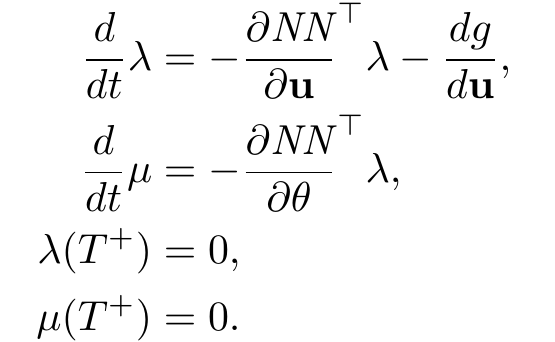 d/dt λ = −∂NN/∂u^⊤ λ − dg/du,
d/dt μ = −∂NN/∂θ^⊤ λ,
λ(T⁺) = 0,
μ(T⁺) = 0.